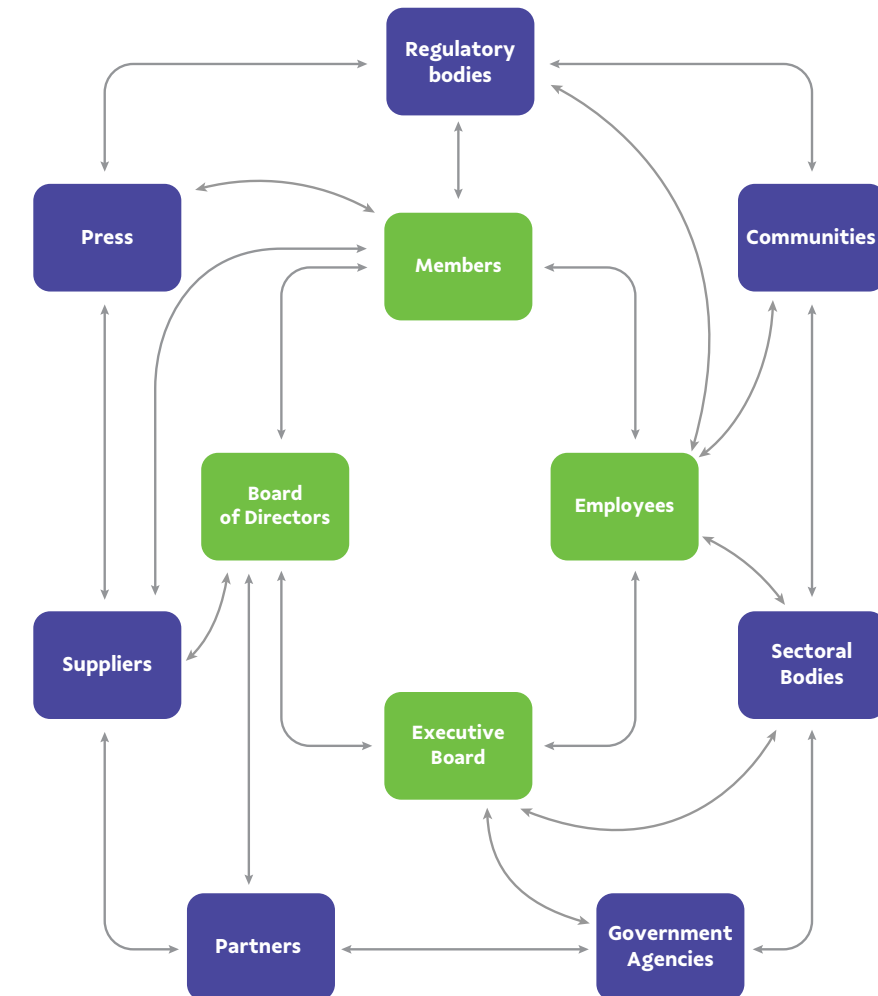 Regulatory
bodies
Press
Communities
Members
Board
of Directors
Employees
Suppliers
Sectoral
Bodies
Executive
Board
Partners
Government
Agencies